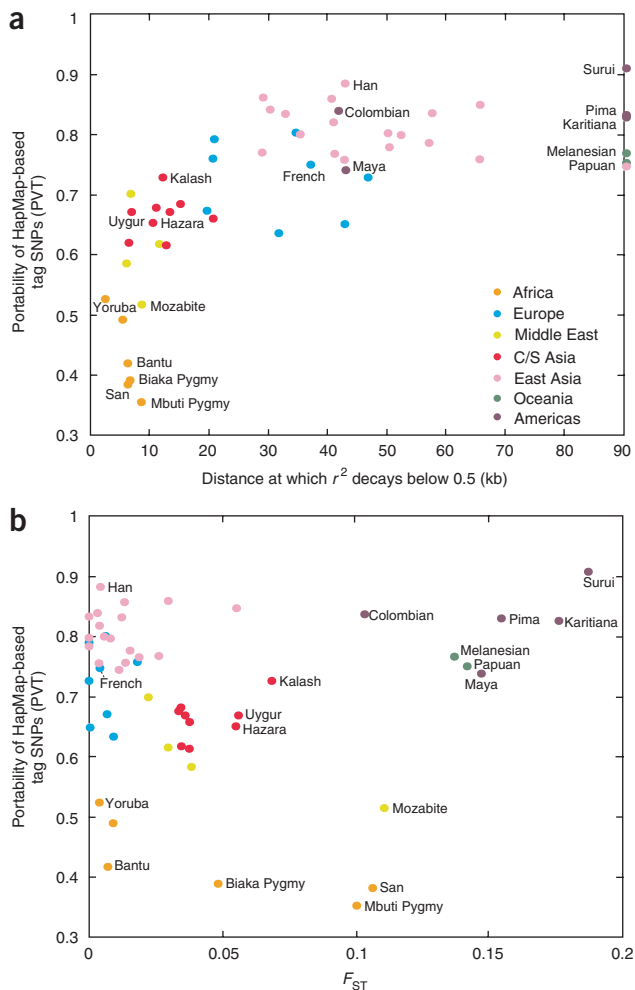 a
Portability of HapMap-based
tag SNPs (PVT)
1
0.9
0.8
0.7
0.6
0.5
0.4
0.3
Han
Surui
Colombian
Pima
Karitiana
Kalash
French
Maya
Melanesian
Papuan
Uygur
Hazara
Yoruba
Mozabite
Bantu
Biaka Pygmy
San
Mbuti Pygmy
Africa
Europe
Middle East
C/S Asia
East Asia
Oceania
Americas
0 10 20 30 40 50 60 70 80 90
Distance at which r² decays below 0.5 (kb)
b
Portability of HapMap-based
tag SNPs (PVT)
1
0.9
0.8
0.7
0.6
0.5
0.4
0.3
Han
Surui
Colombian
Pima
Karitiana
French
Melanesian
Papuan
Kalash
Maya
Uygur
Hazara
Yoruba
Mozabite
Bantu
Biaka Pygmy
San
Mbuti Pygmy
0 0.05 0.1 0.15 0.2
F_ST